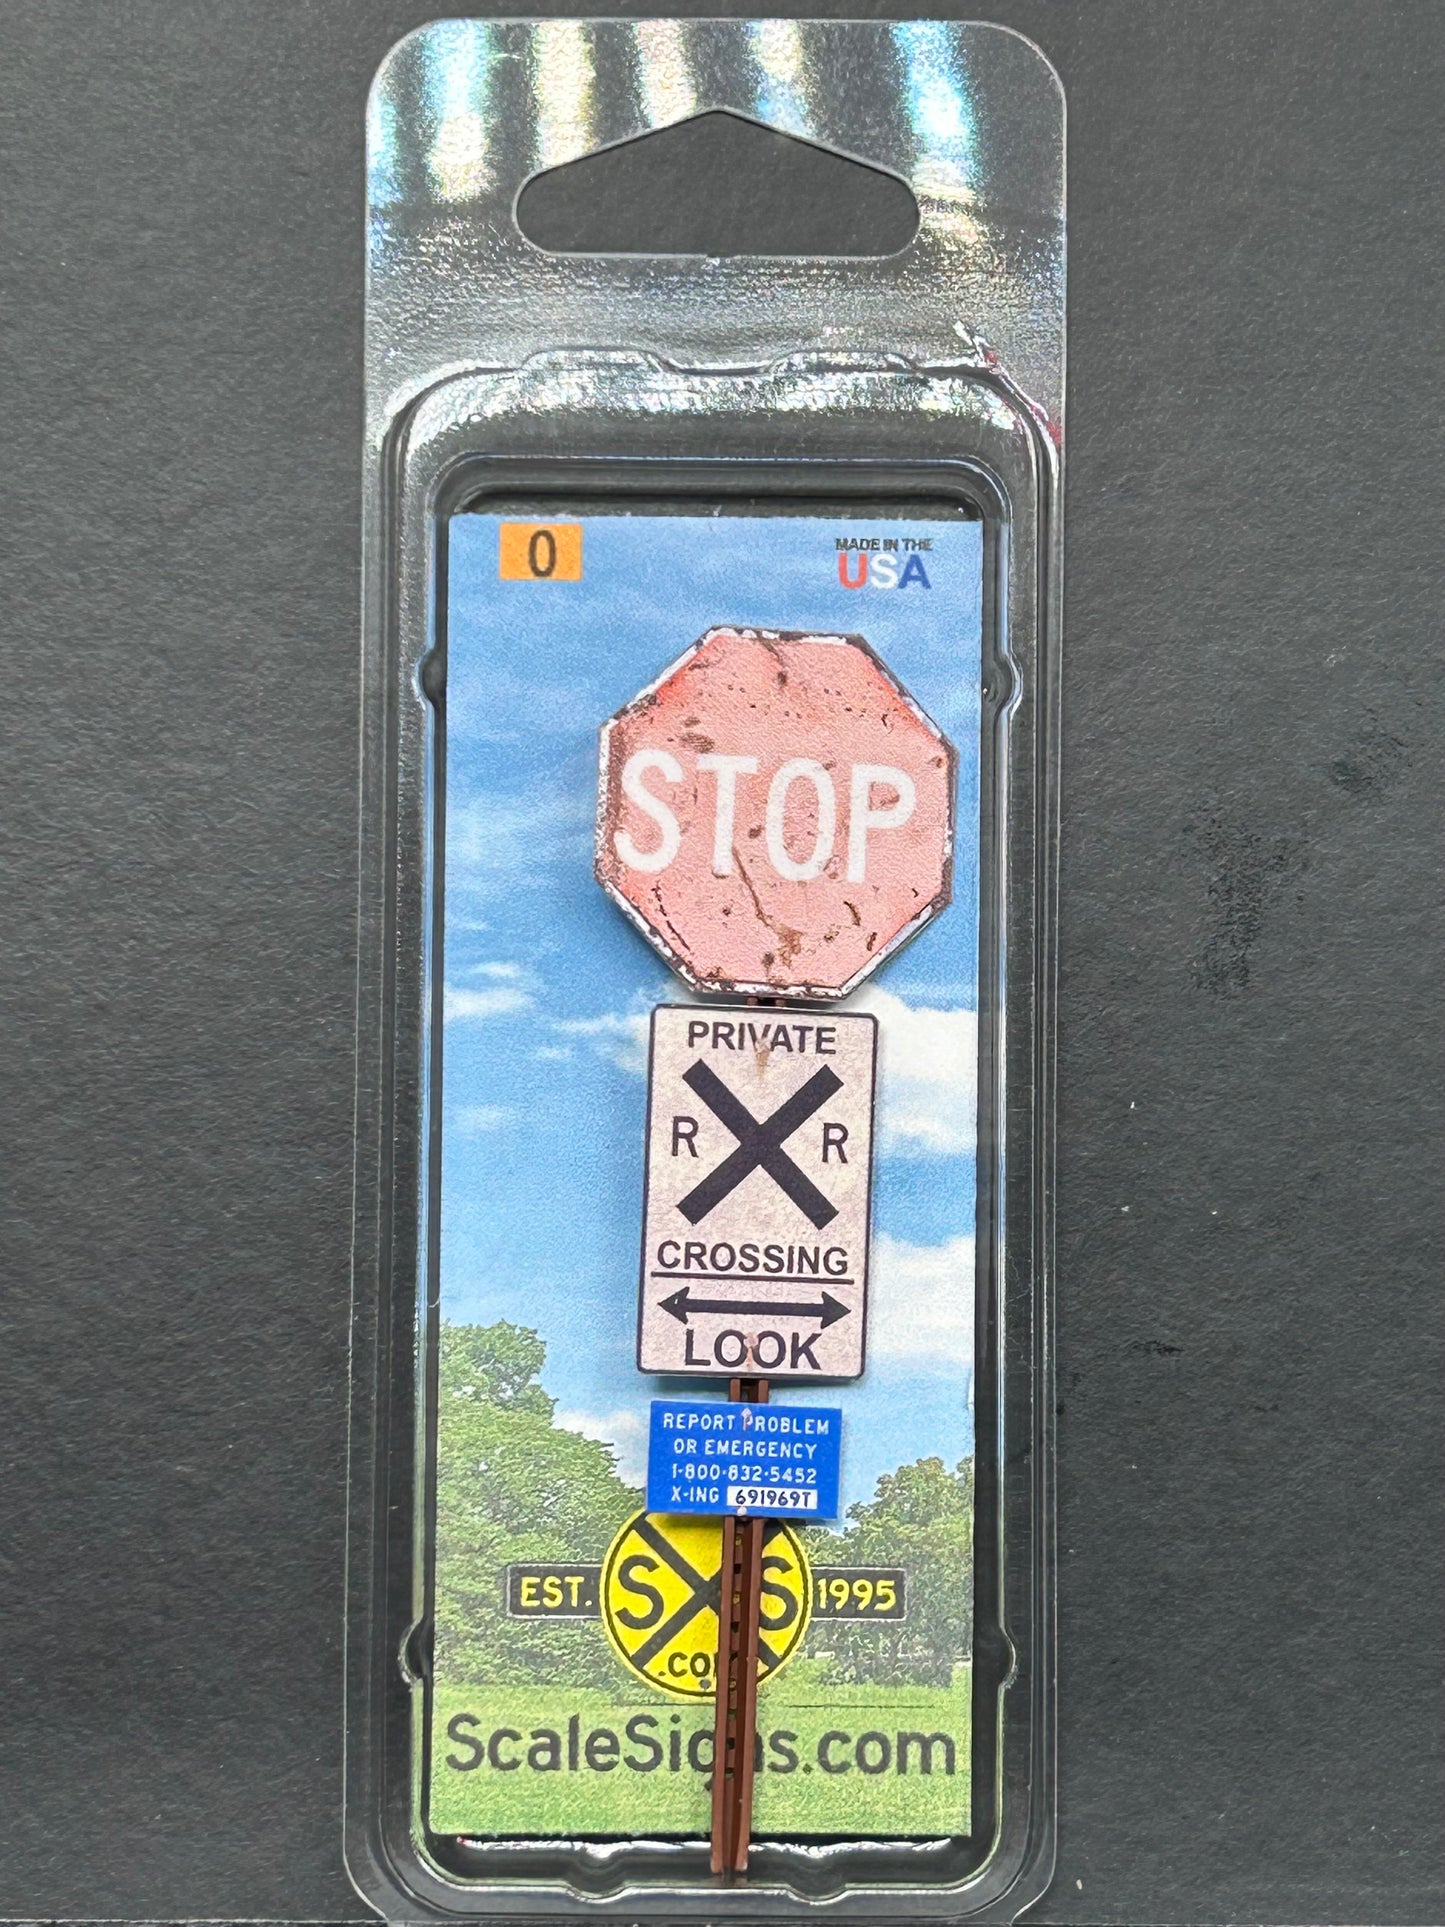 O
MADE IN THE
USA
STOP
PRIVATE
R R
CROSSING
LOOK
REPORT PROBLEM
OR EMERGENCY
1-800-832-5452
X-ING 691969T
EST. SXS 1995
.com
ScaleSigns.com